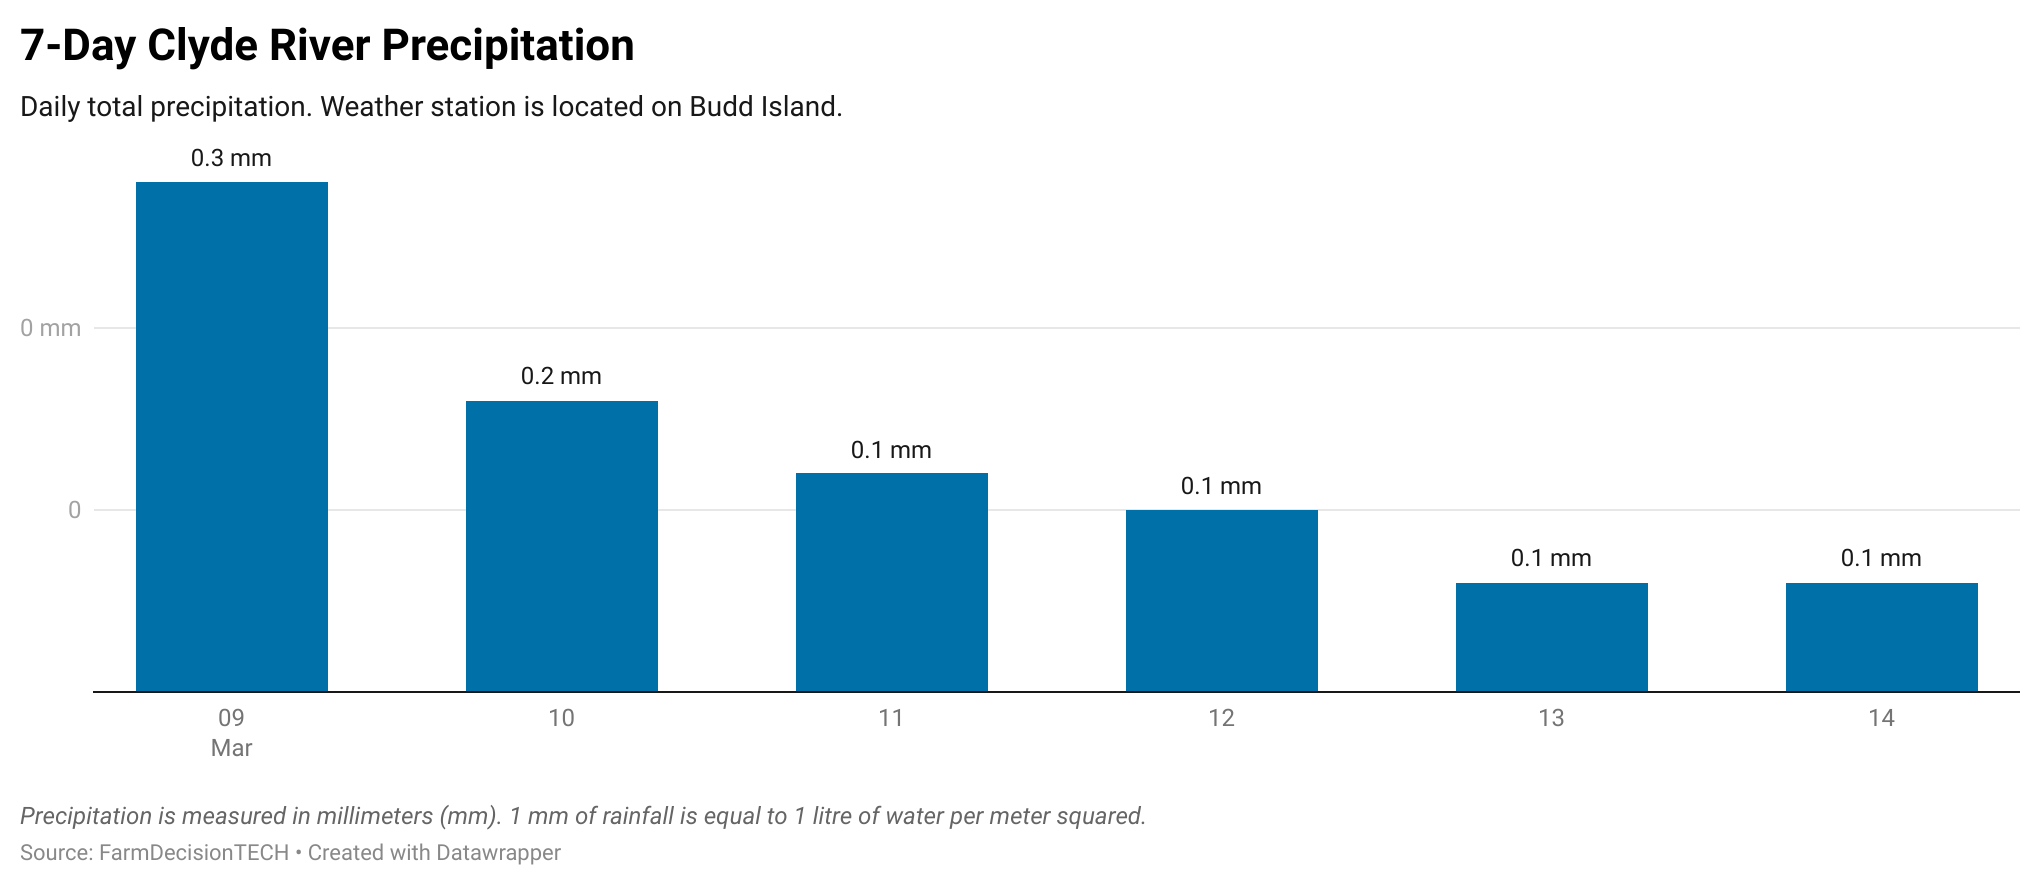 7-Day Clyde River Precipitation
Daily total precipitation. Weather station is located on Budd Island.
0.3 mm
0 mm
0.2 mm
0.1 mm
0.1 mm
0
0.1 mm
0.1 mm
09
10
11
12
13
14
Mar
Precipitation is measured in millimeters (mm). 1 mm of rainfall is equal to 1 litre of water per meter squared.
Source: FarmDecisionTECH • Created with Datawrapper